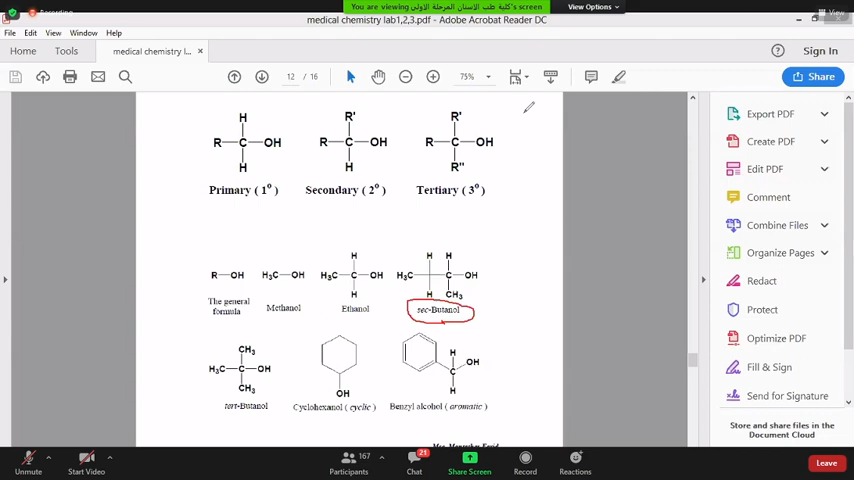 Recording
You are viewing كلية طب الاسنان المرحلة الاولى's screen
View Options
View
medical chemistry lab1,2,3.pdf - Adobe Acrobat Reader DC
File Edit View Window Help
Home Tools medical chemistry l... × Sign In
12 / 16 75% Share
H R' R'
R—C—OH R—C—OH R—C—OH
H H R"
Primary ( 1° ) Secondary ( 2° ) Tertiary ( 3° )
H H H
R—OH H₃C—OH H₃C—C—OH H₃C C—OH
H H CH₃
The general formula Methanol Ethanol sec-Butanol
CH₃
H₃C—C—OH
CH₃
H
OH
C
H
OH
tert-Butanol Cyclohexanol ( cyclic ) Benzyl alcohol ( aromatic )
Export PDF
Create PDF
Edit PDF
Comment
Combine Files
Organize Pages
Redact
Protect
Optimize PDF
Fill & Sign
Send for Signature
Store and share files in the
Document Cloud
Unmute Start Video 167 Participants 21 Chat Share Screen Record Reactions Leave